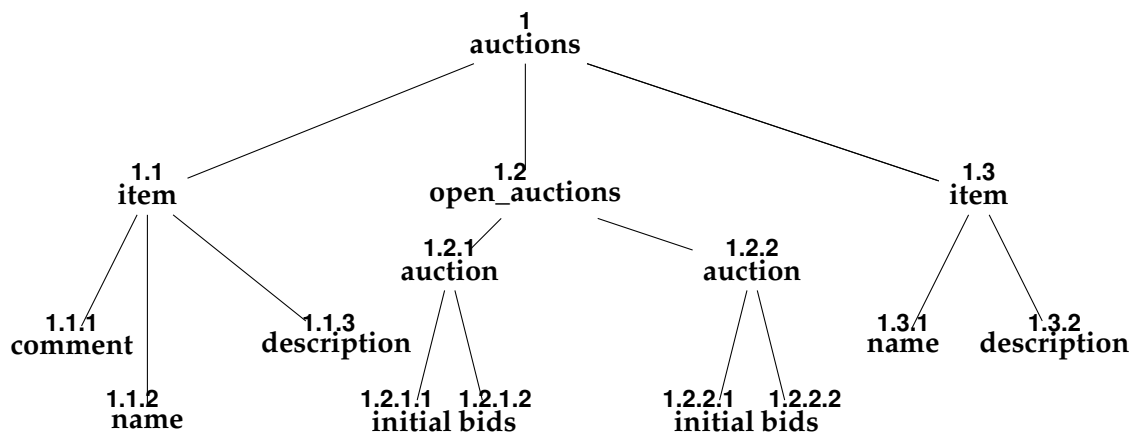 1
auctions
1.1
item
1.2
open_auctions
1.3
item
1.2.1
auction
1.2.2
auction
1.1.1
comment
1.1.3
description
1.3.1
name
1.3.2
description
1.1.2
name
1.2.1.1 1.2.1.2
initial bids
1.2.2.1 1.2.2.2
initial bids